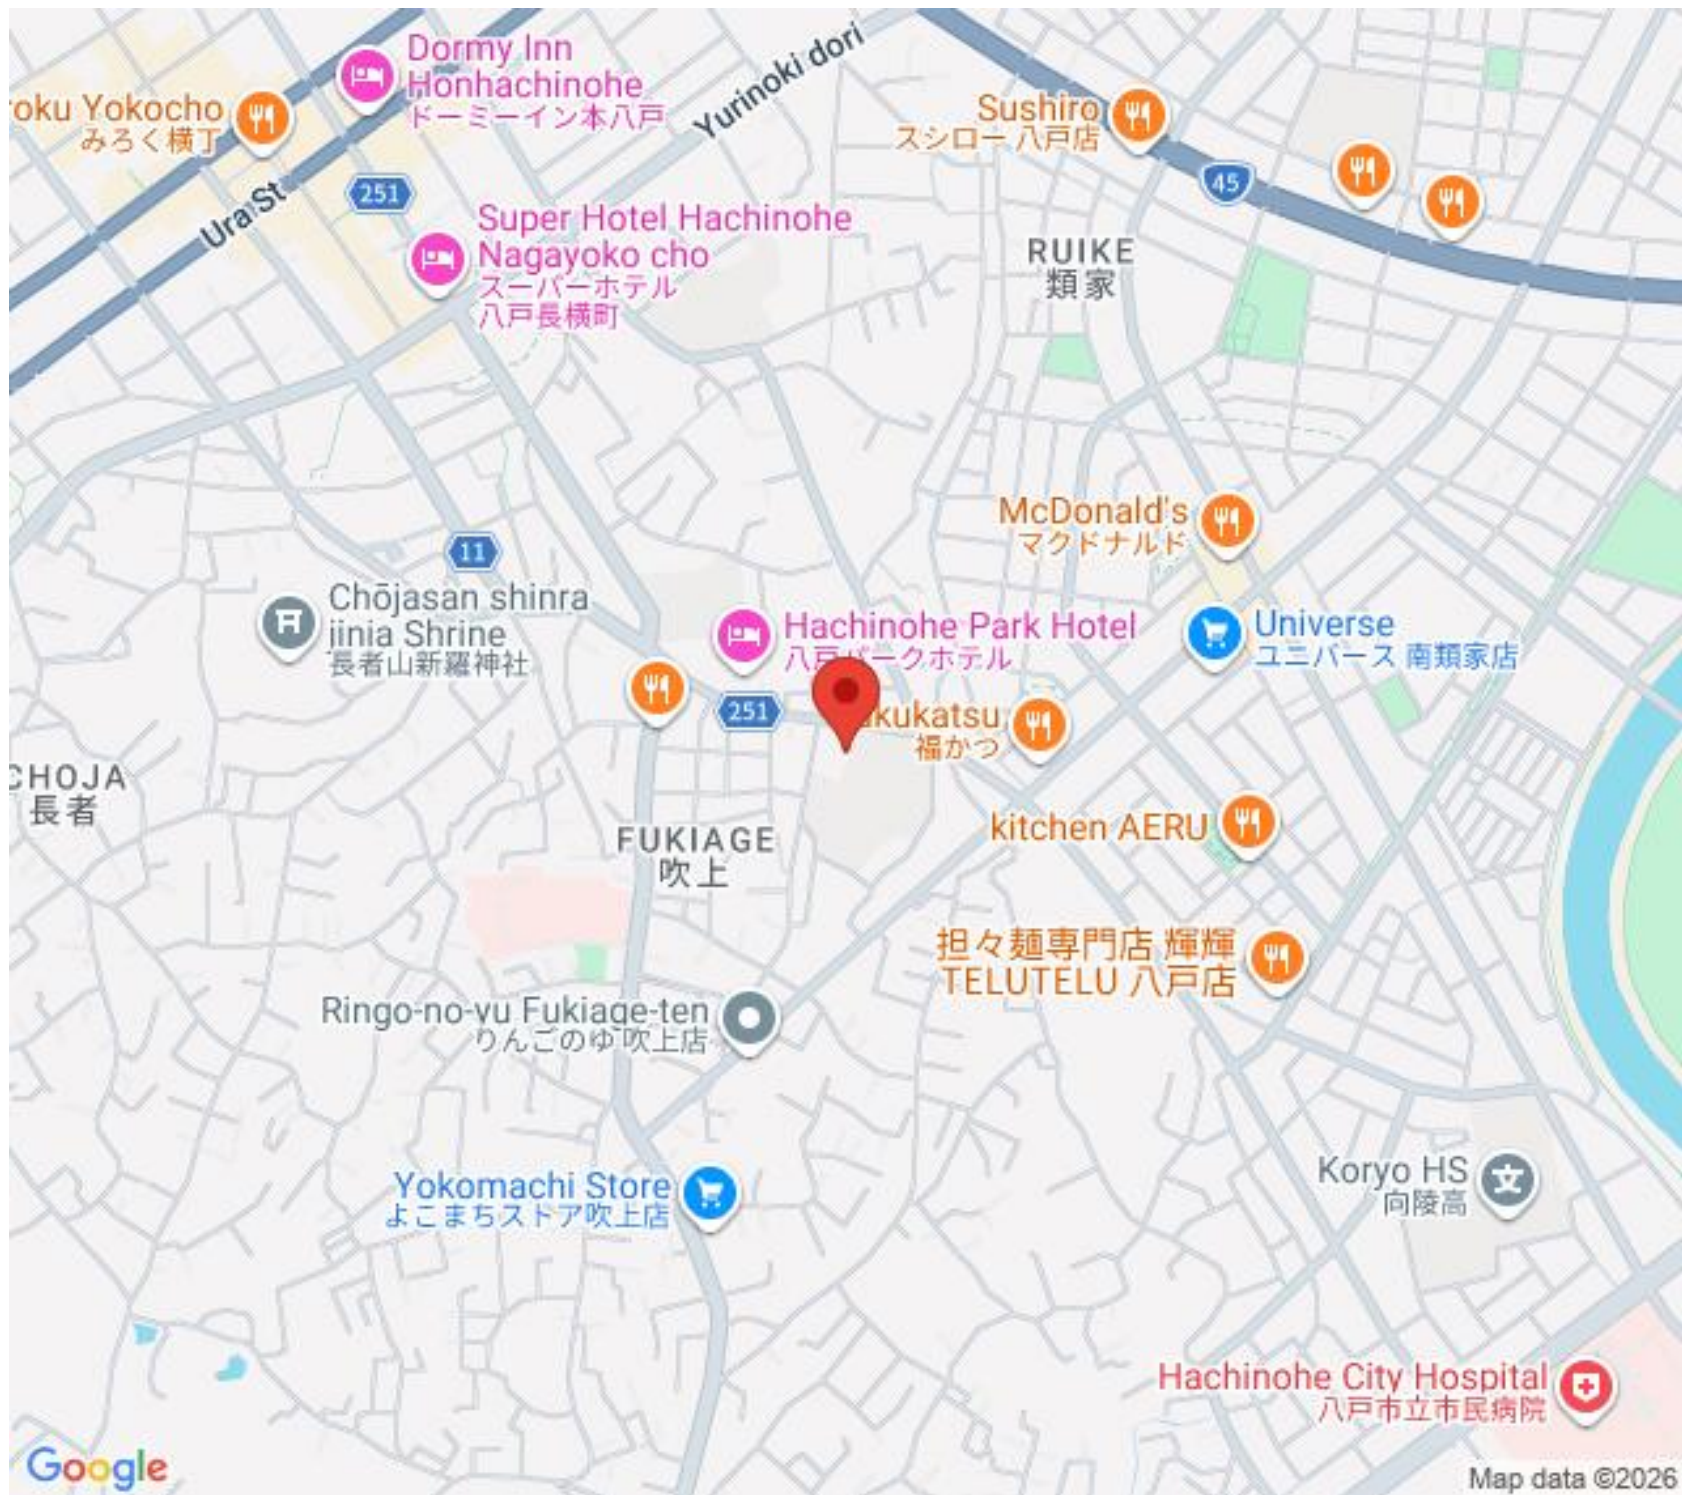 Dormy Inn
Honhachinohe
ドーミーイン本八戸
Yurinoki dori
roku Yokocho
みろく横丁
Sushiro
スシロー 八戸店
251
45
Ura St
Super Hotel Hachinohe
Nagayoko cho
スーパーホテル
八戸長横町
RUIKE
類家
McDonald's
マクドナルド
11
Chōjasan shinra
jinja Shrine
長者山新羅神社
Hachinohe Park Hotel
八戸パークホテル
Universe
ユニバース 南類家店
251
ukukatsu
福かつ
CHOJA
長者
FUKIAGE
吹上
kitchen AERU
担々麺専門店 輝輝
TELUTELU 八戸店
Ringo-no-yu Fukiage-ten
りんごのゆ 吹上店
Yokomachi Store
よこまちストア吹上店
Koryo HS
向陵高
文
Hachinohe City Hospital
八戸市立市民病院
Google
Map data ©2026